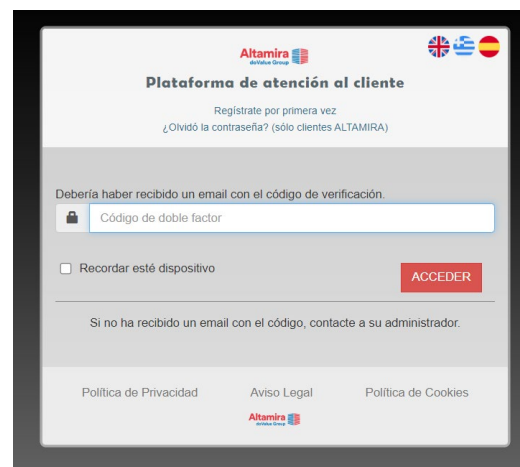 Altamira
doValue Group
Plataforma de atención al cliente
Regístrate por primera vez
¿Olvidó la contraseña? (sólo clientes ALTAMIRA)
Debería haber recibido un email con el código de verificación.
Código de doble factor
Recordar esté dispositivo
ACCEDER
Si no ha recibido un email con el código, contacte a su administrador.
Política de Privacidad Aviso Legal Política de Cookies
Altamira
doValue Group